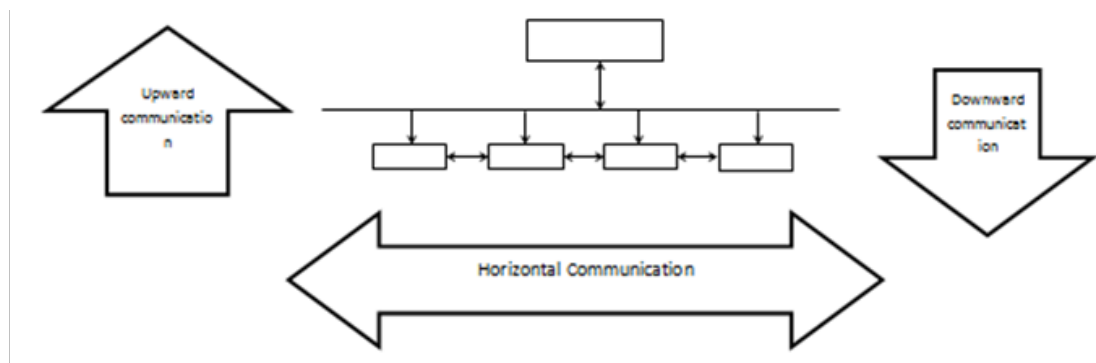 Upward
communicatio
n
Downward
communicat
ion
Horizontal Communication